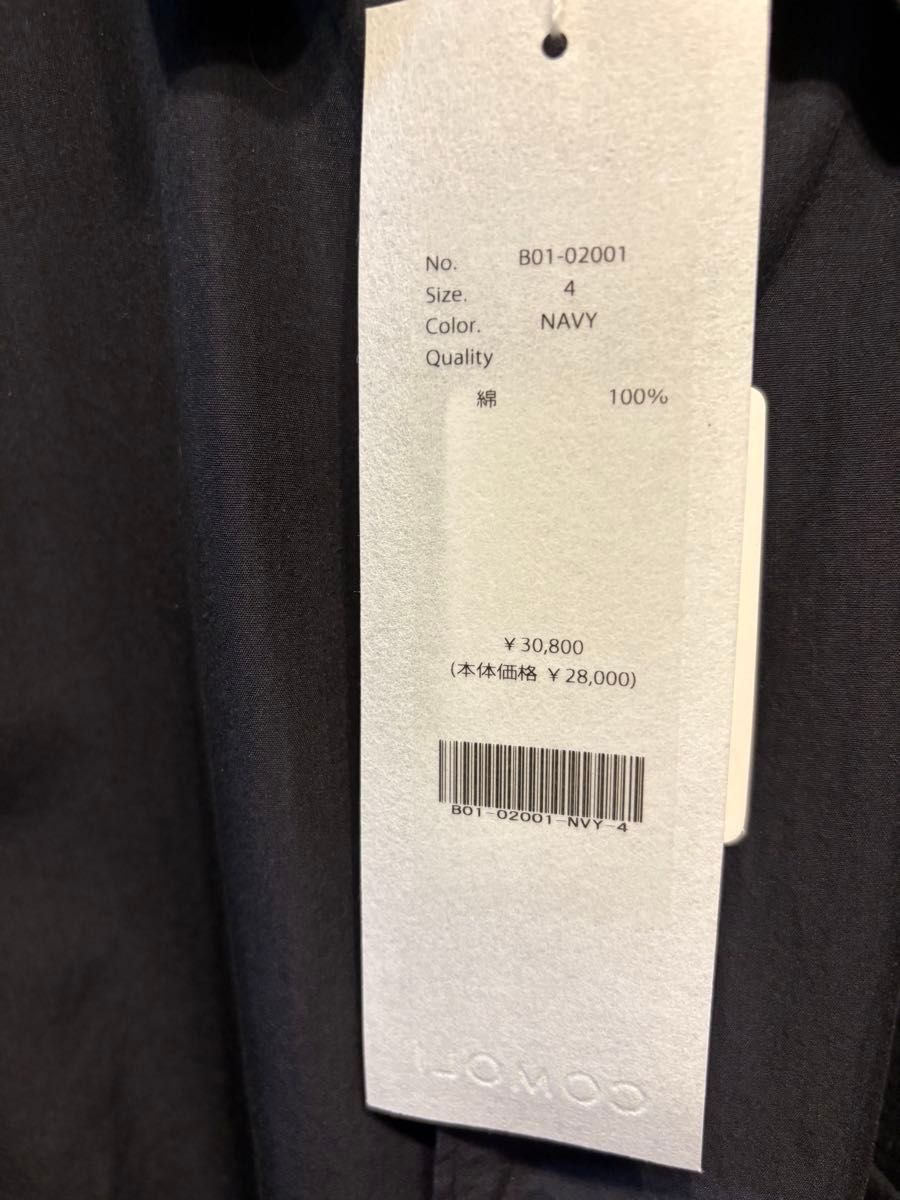 No. B01-02001
Size. 4
Color. NAVY
Quality
綿 100%
¥30,800
(本体価格 ¥28,000)
B01-02001-NVY-4
COMOLI